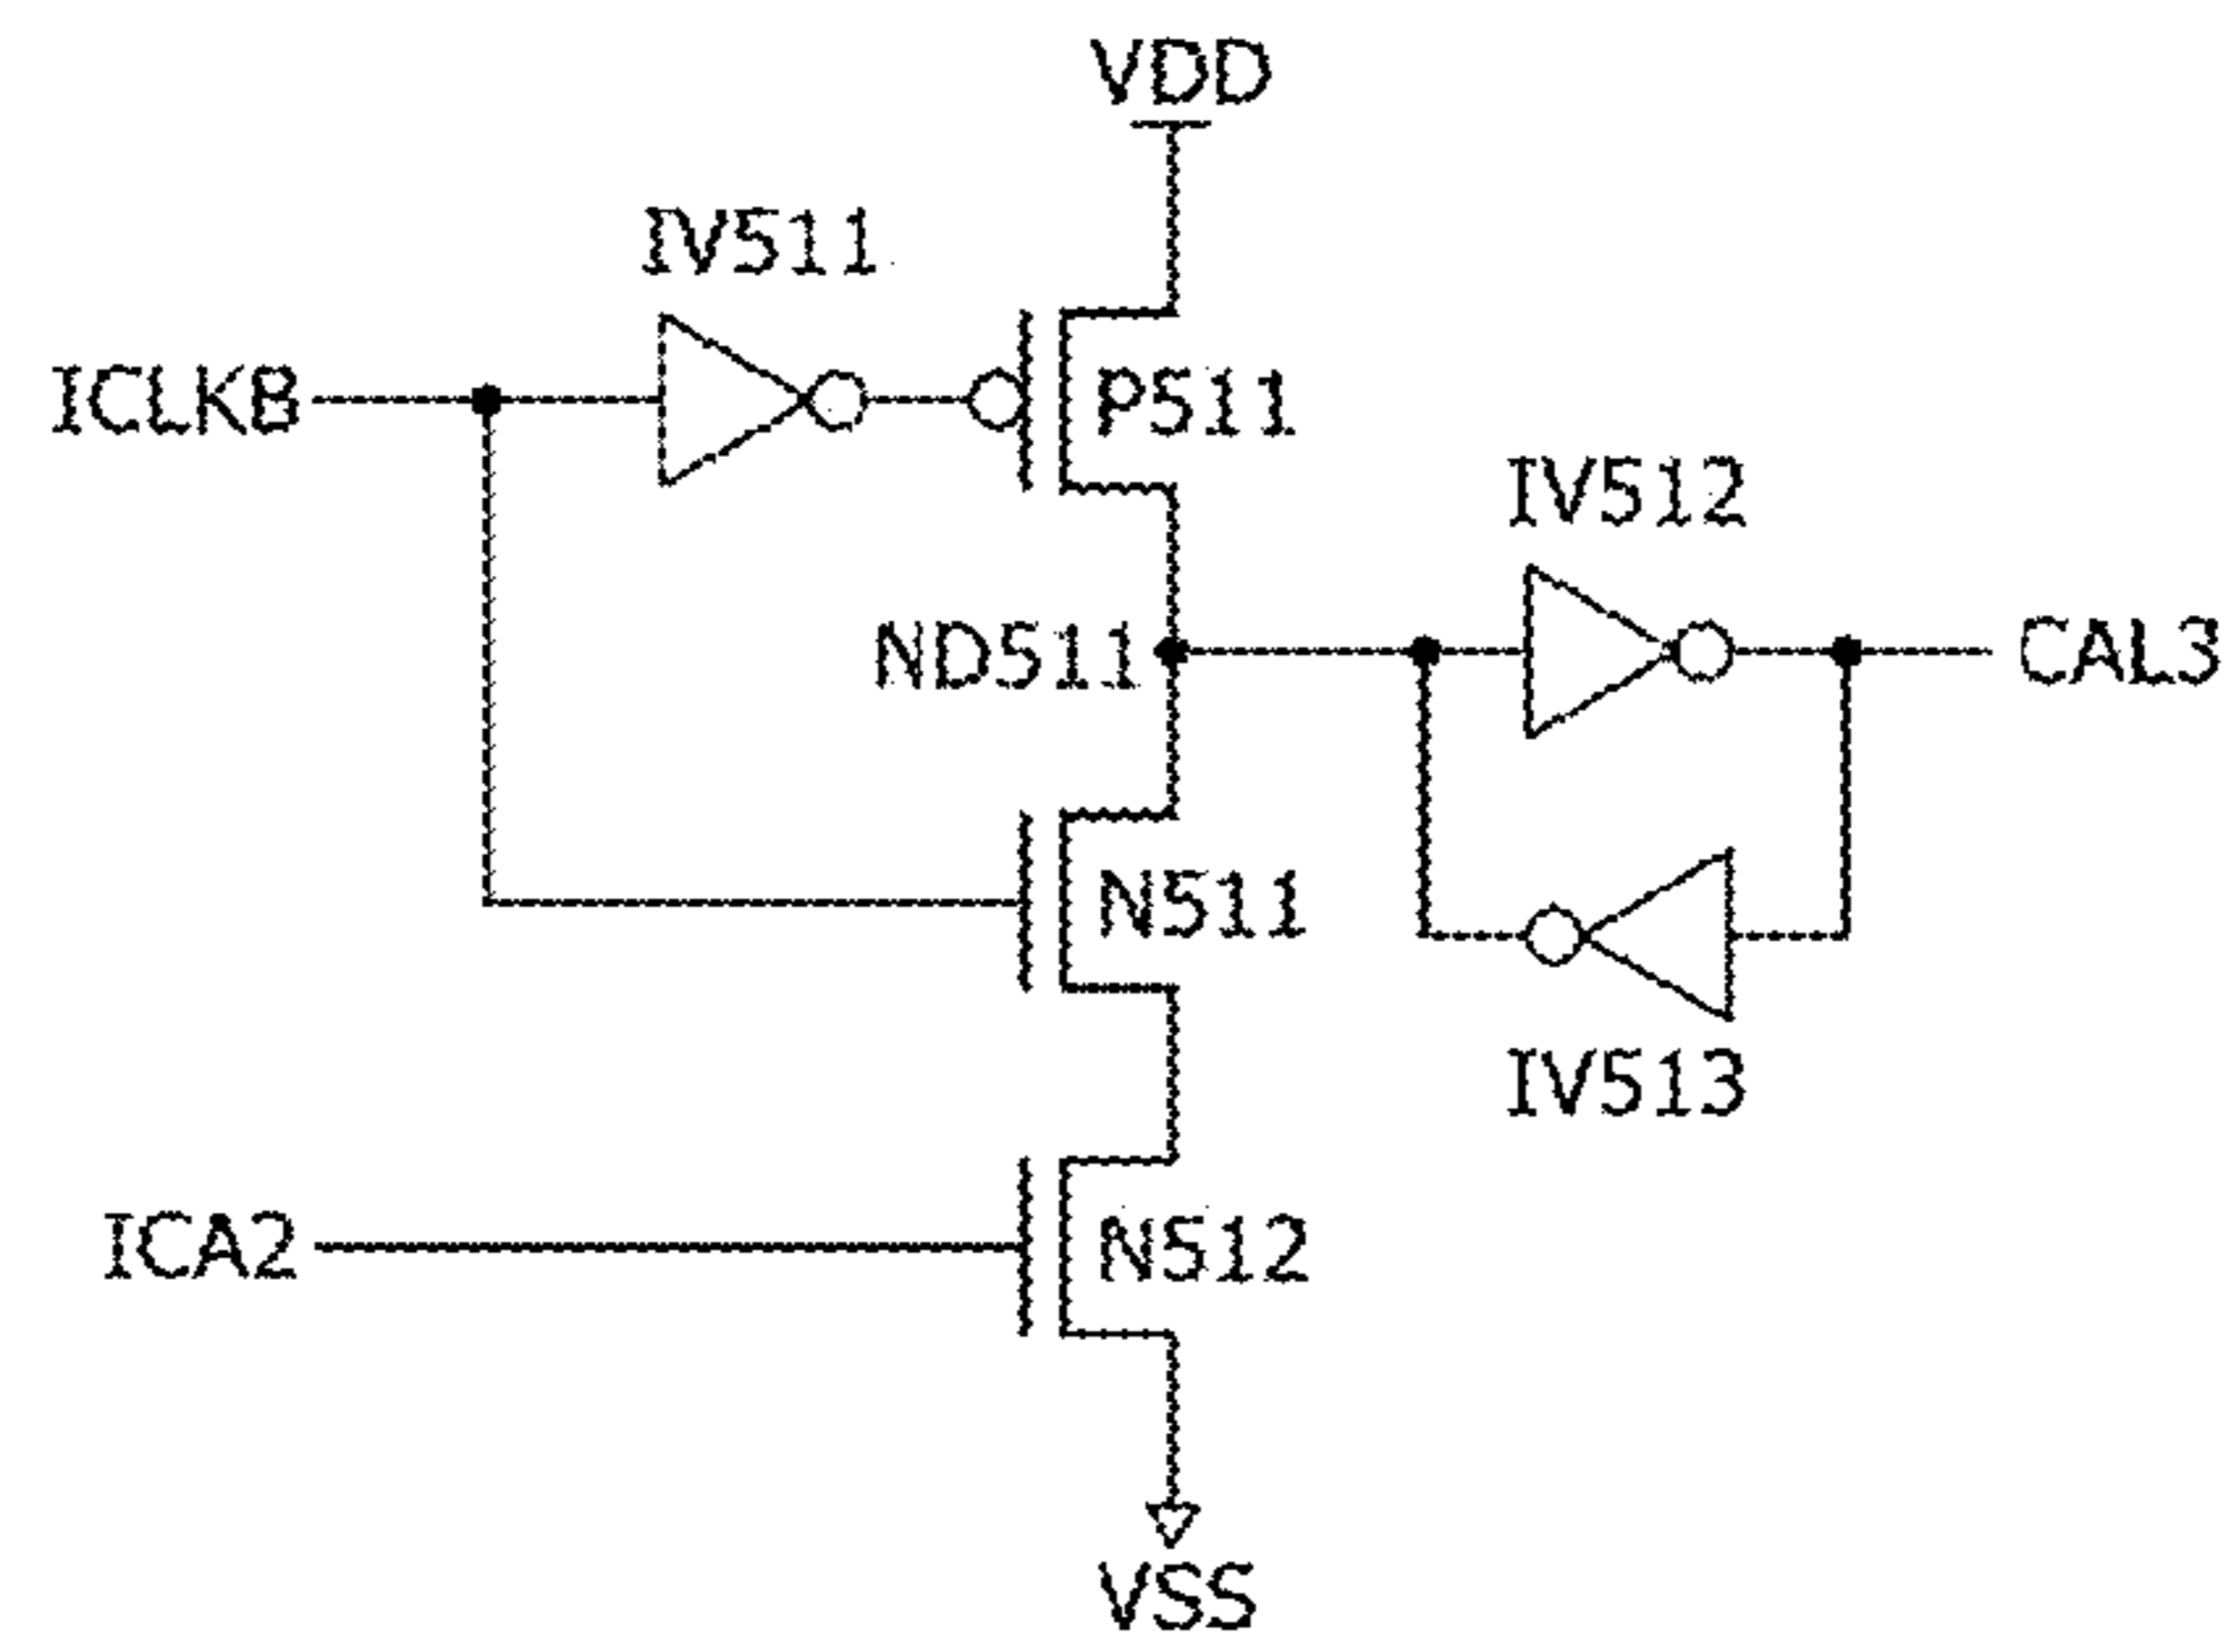 VDD
IV511
ICLKB
P511
IV512
ND511
CAL3
N511
IV513
ICA2
N512
VSS